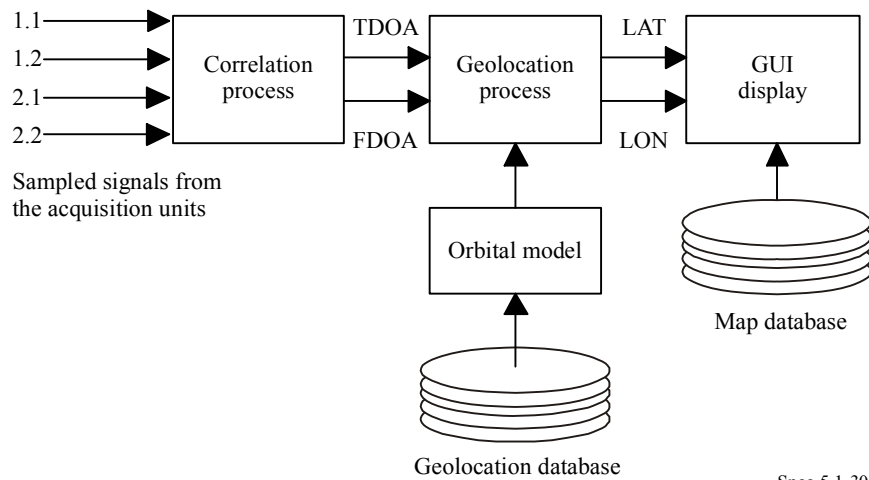 1.1
1.2
2.1
2.2
Sampled signals from
the acquisition units
Correlation
process
TDOA
FDOA
Geolocation
process
LAT
LON
GUI
display
Orbital model
Map database
Geolocation database